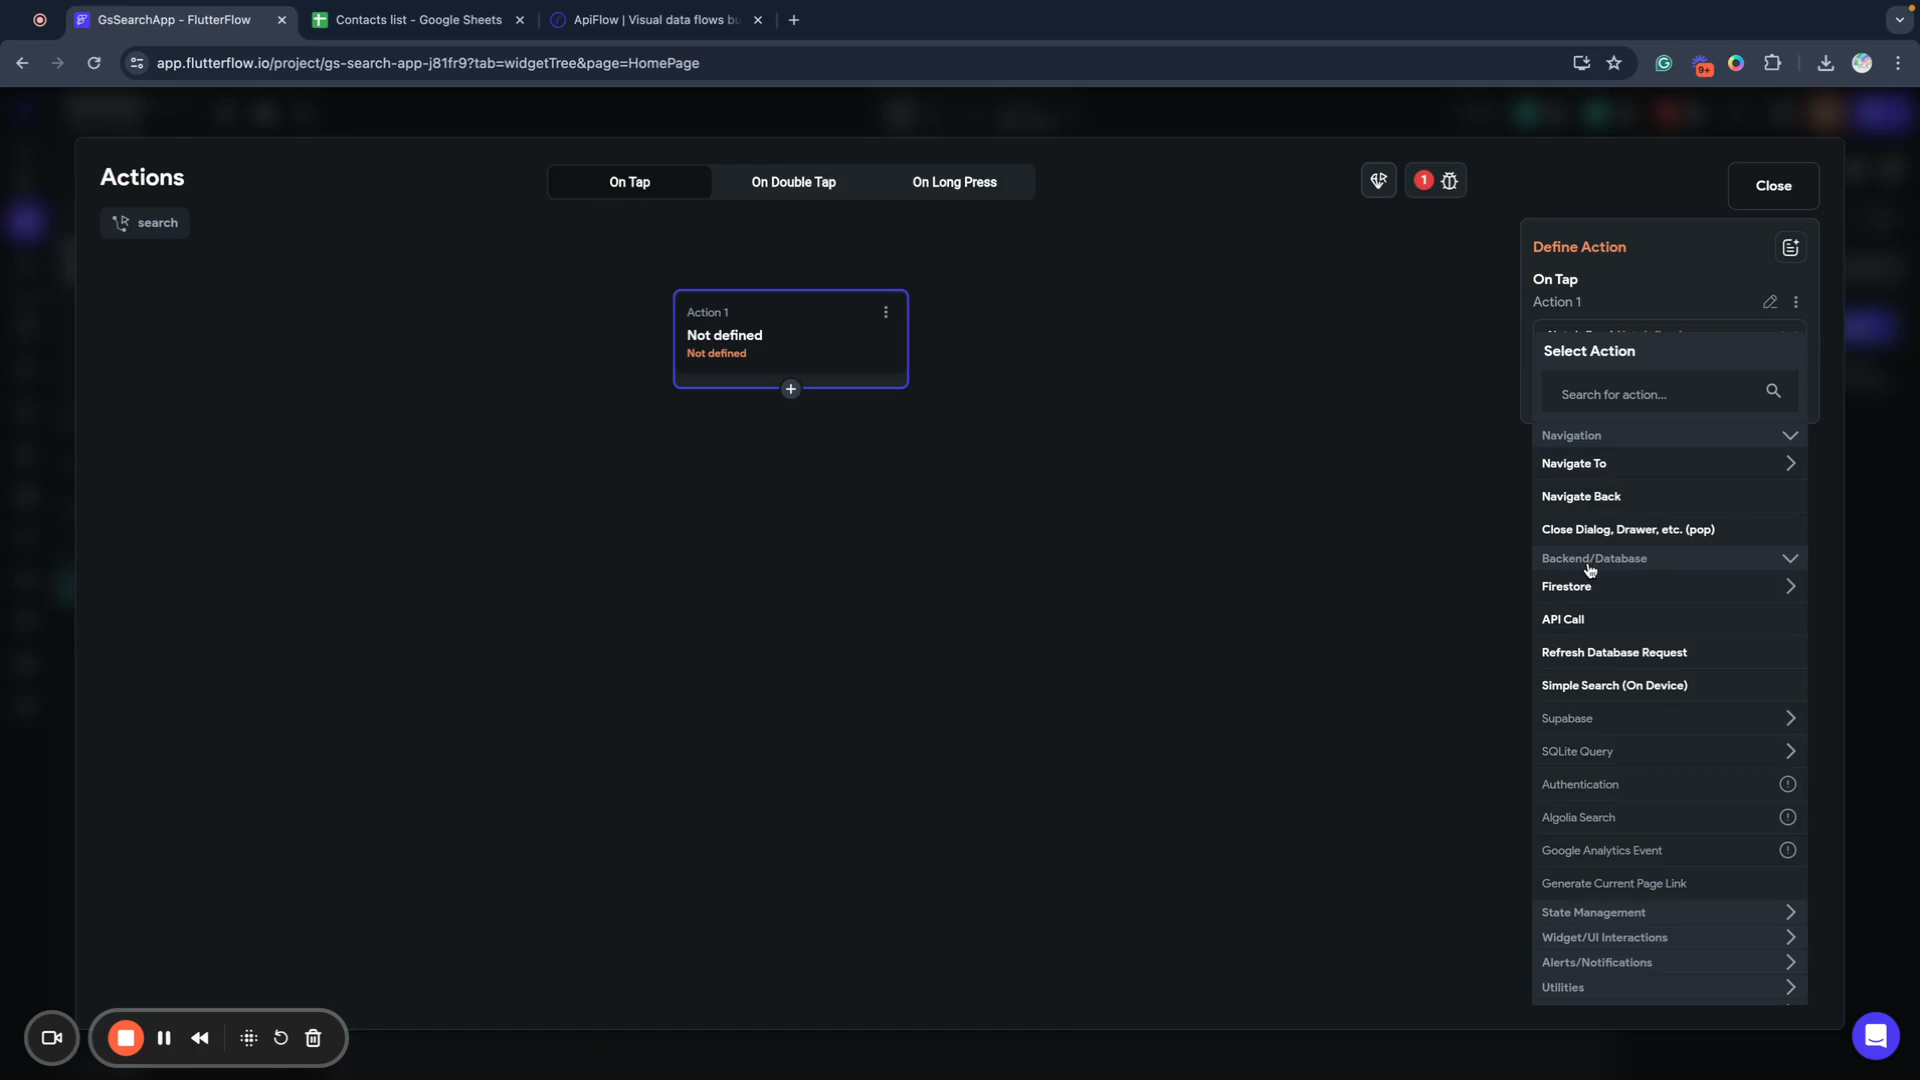 GsSearchApp - FlutterFlow
Contacts list - Google Sheets
ApiFlow | Visual data flows bu
app.flutterflow.io/project/gs-search-app-j81fr9?tab=widgetTree&page=HomePage
9+
Actions
On Tap
On Double Tap
On Long Press
1
Close
search
Define Action
On Tap
Action 1
Action 1
Not defined
Not defined
Select Action
Search for action...
Navigation
Navigate To
Navigate Back
Close Dialog, Drawer, etc. (pop)
Backend/Database
Firestore
API Call
Refresh Database Request
Simple Search (On Device)
Supabase
SQLite Query
Authentication
Algolia Search
Google Analytics Event
Generate Current Page Link
State Management
Widget/UI Interactions
Alerts/Notifications
Utilities